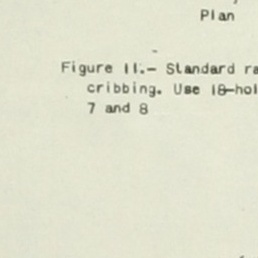 Plan
Figure 11.— Standard ra
cribbing. Use 18-hol
7 and 8